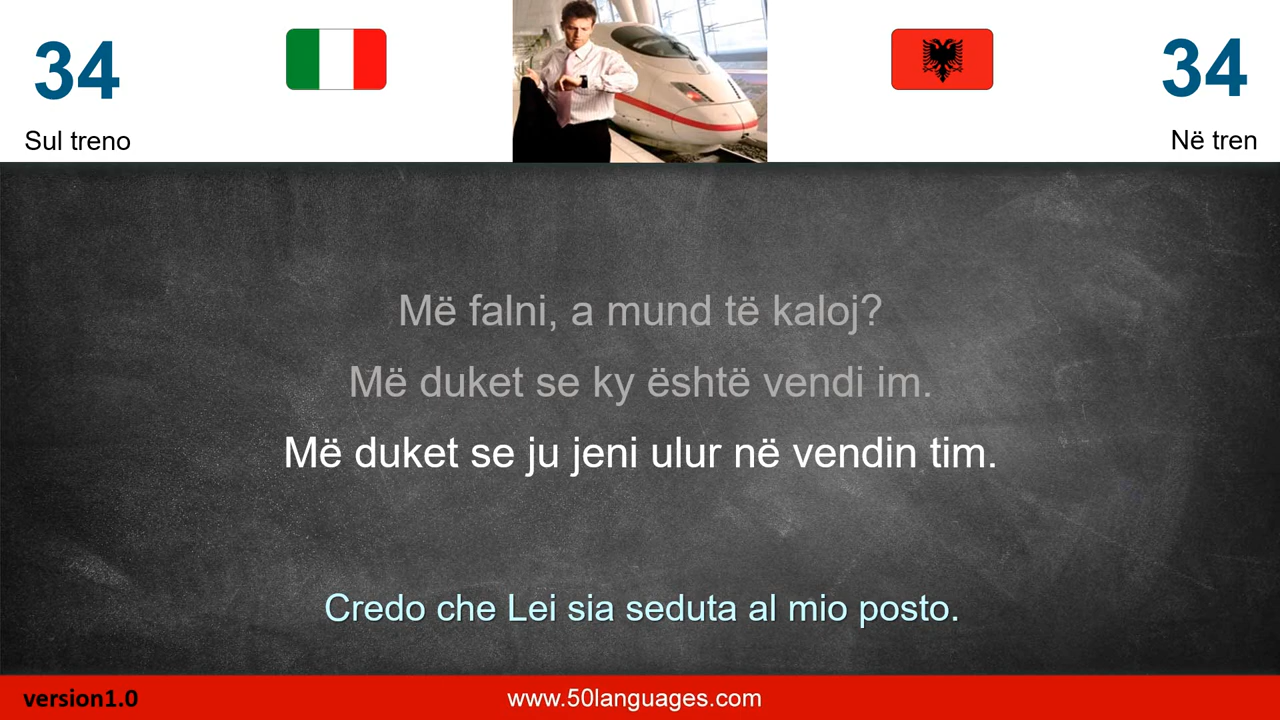 34
34
Sul treno
Në tren
Më falni, a mund të kaloj?
Më duket se ky është vendi im.
Më duket se ju jeni ulur në vendin tim.
Credo che Lei sia seduta al mio posto.
version1.0
www.50languages.com